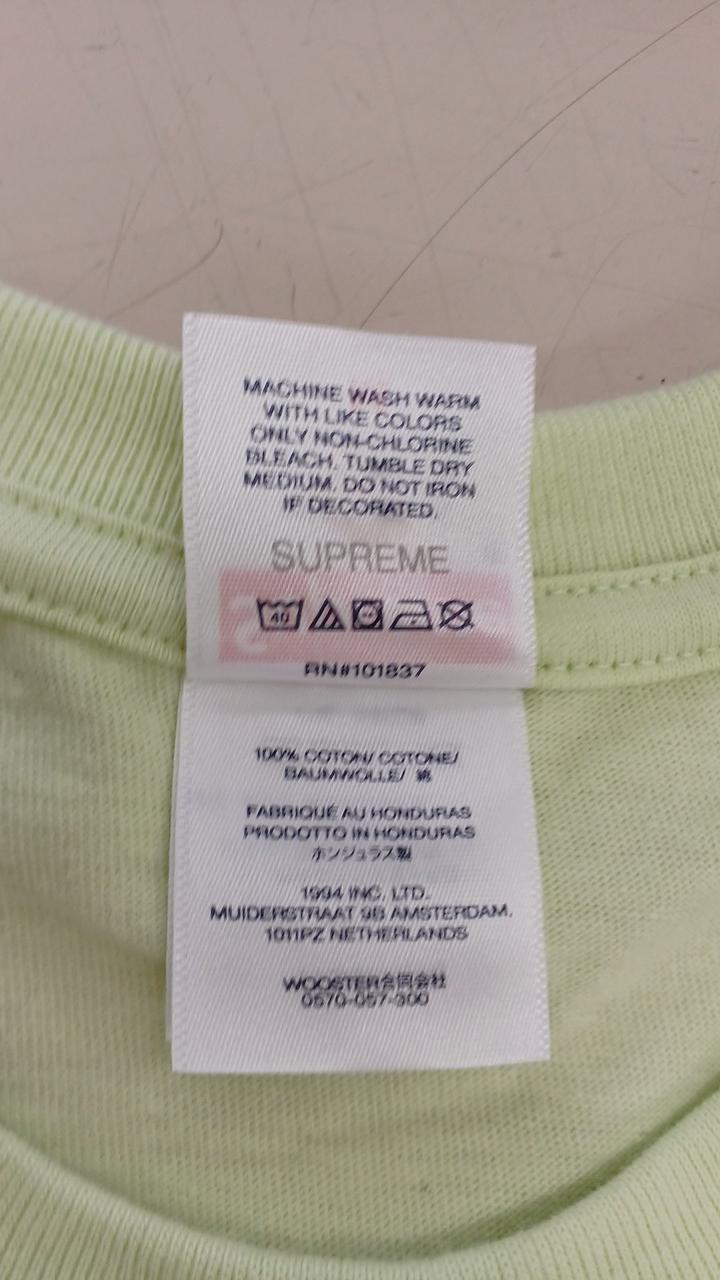 MACHINE WASH WARM
WITH LIKE COLORS
ONLY NON-CHLORINE
BLEACH. TUMBLE DRY
MEDIUM. DO NOT IRON
IF DECORATED.
SUPREME
40
RN#101837
100% COTON/ COTONE/
BAUMWOLLE/ 綿
FABRIQUÉ AU HONDURAS
PRODOTTO IN HONDURAS
ホンジュラス製
1994 INC. LTD.
MUIDERSTRAAT 9B AMSTERDAM.
1011PZ NETHERLANDS
WOOSTER合同会社
0570-057-300